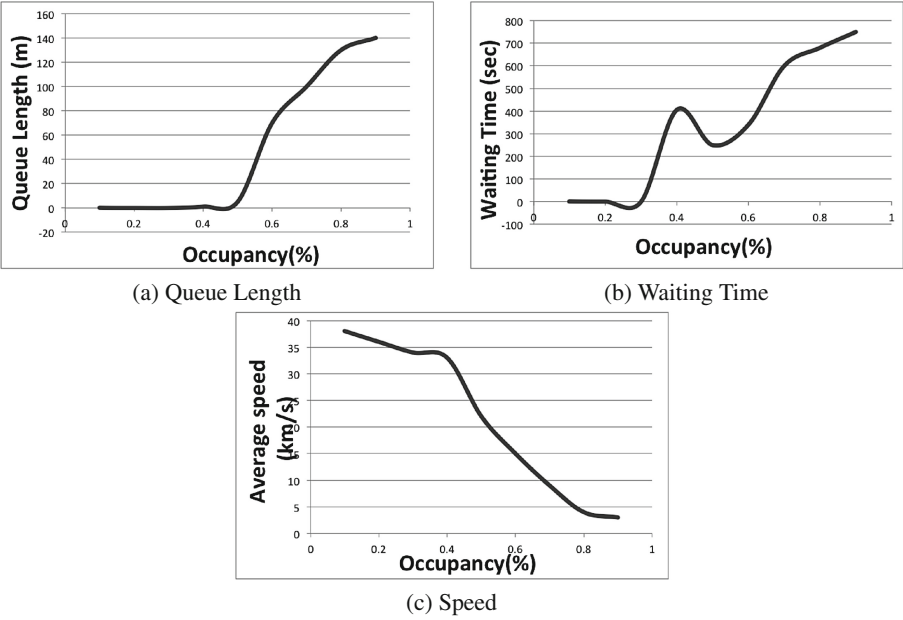 160
140
120
100
80
60
40
20
0
-20
Queue Length (m)
0 0.2 0.4 0.6 0.8 1
Occupancy(%)
(a) Queue Length
800
700
600
500
400
300
200
100
0
-100
Waiting Time (sec)
0 0.2 0.4 0.6 0.8 1
Occupancy(%)
(b) Waiting Time
40
35
30
25
20
15
10
5
0
Average speed
(km/s)
0 0.2 0.4 0.6 0.8 1
Occupancy(%)
(c) Speed